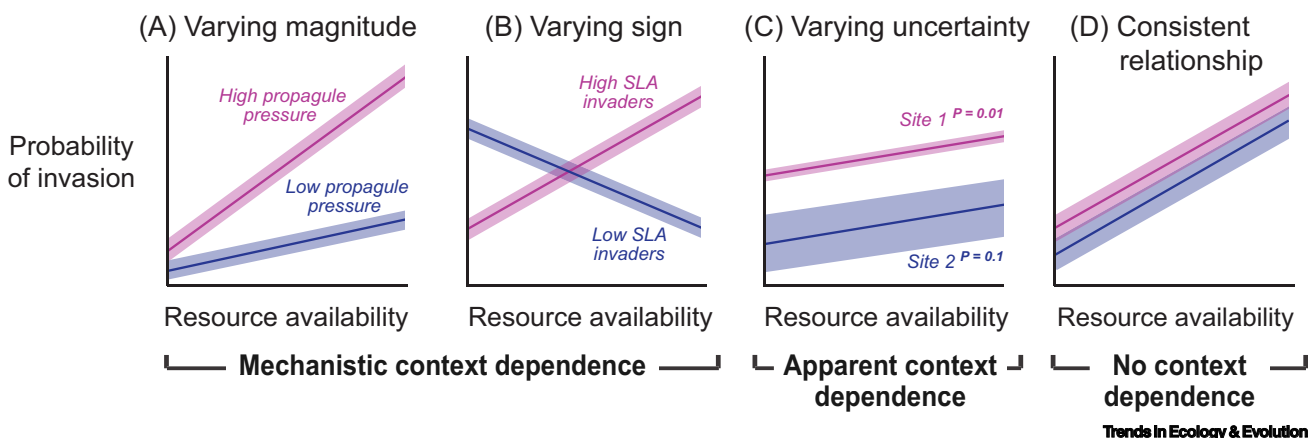 (A) Varying magnitude
(B) Varying sign
(C) Varying uncertainty
(D) Consistent
relationship
Probability
of invasion
High propagule
pressure
Low propagule
pressure
High SLA
invaders
Low SLA
invaders
Site 1 P = 0.01
Site 2 P = 0.1
Resource availability
Resource availability
Resource availability
Resource availability
Mechanistic context dependence
Apparent context
dependence
No context
dependence
Trends in Ecology & Evolution